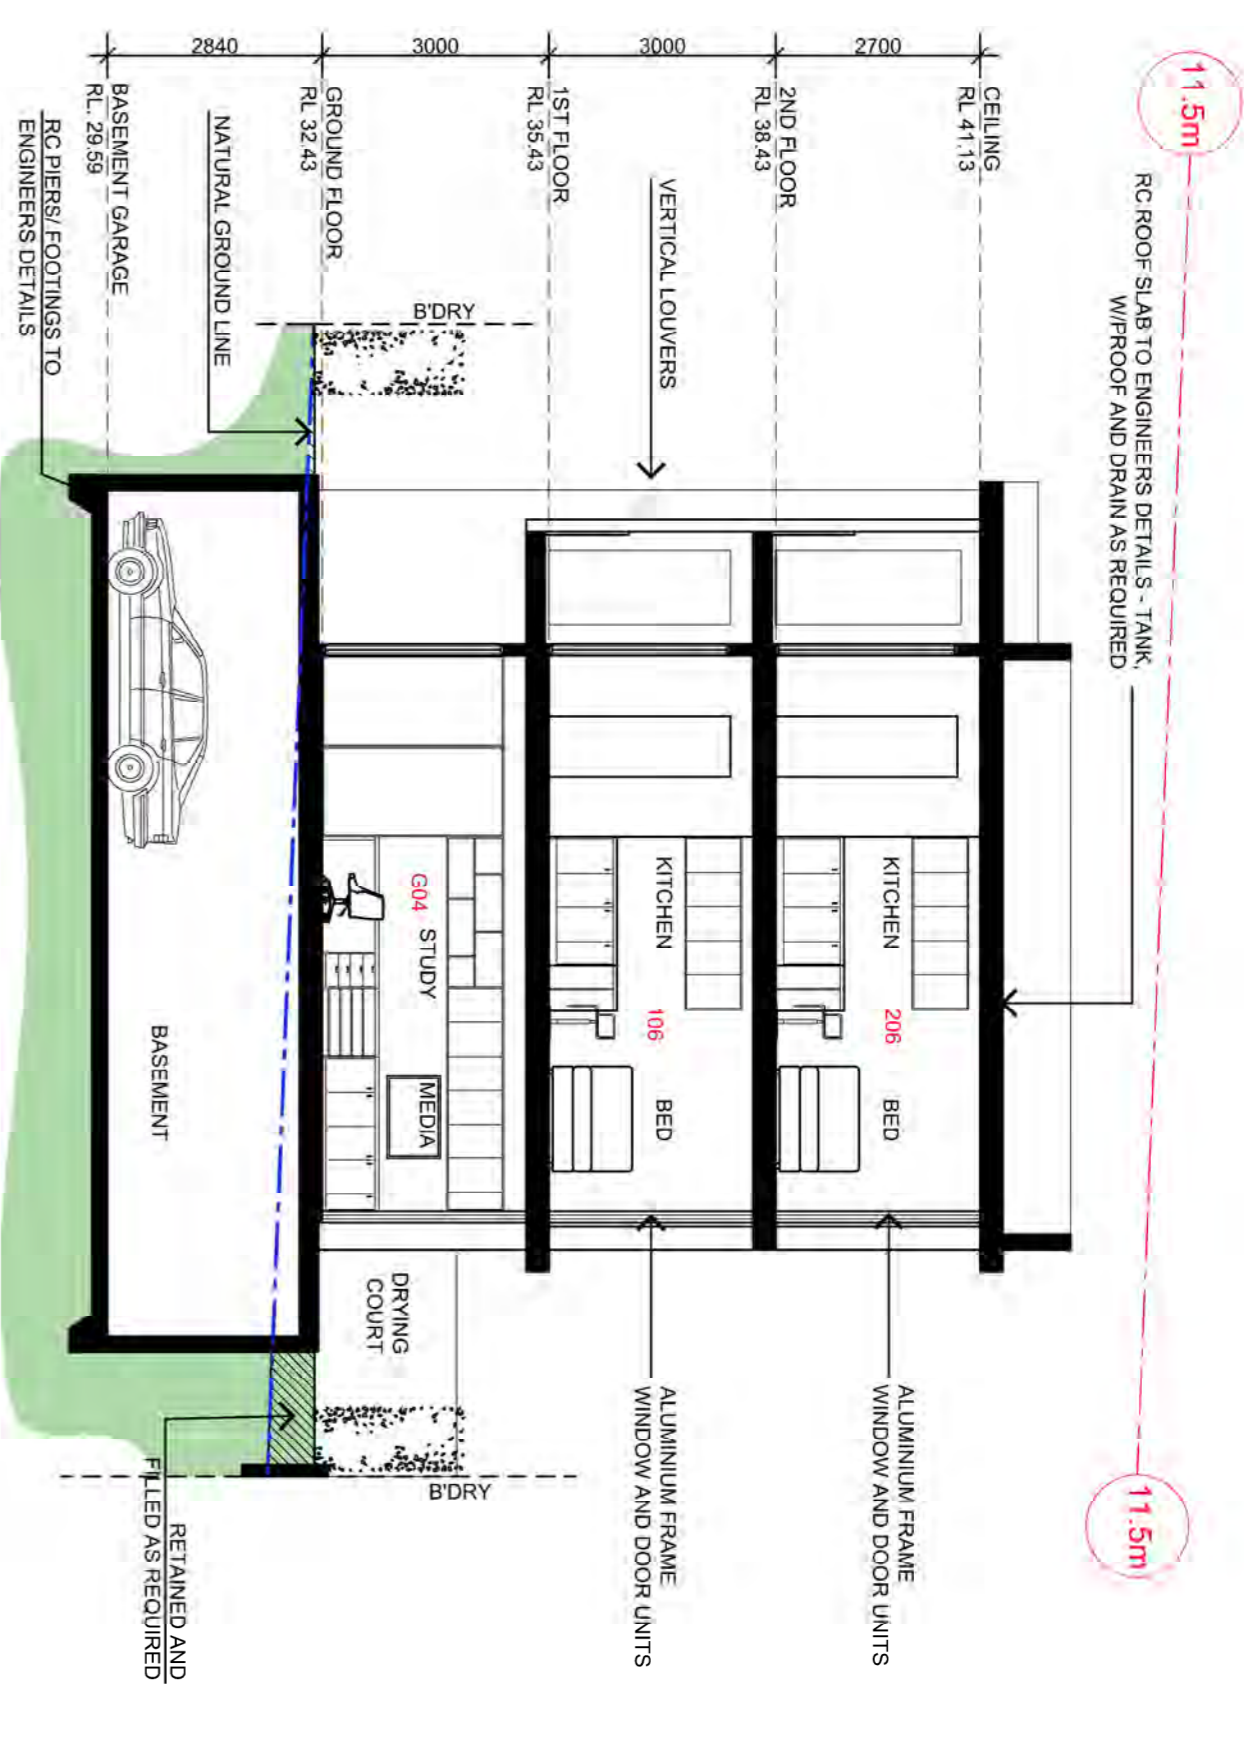 11.5m
11.5m
RC ROOF SLAB TO ENGINEERS DETAILS - TANK,
W/PROOF AND DRAIN AS REQUIRED
CEILING
RL 41.13
2700
2ND FLOOR
RL 38.43
3000
1ST FLOOR
RL 35.43
3000
GROUND FLOOR
RL 32.43
2840
BASEMENT GARAGE
RL. 29.59
VERTICAL LOUVERS
NATURAL GROUND LINE
RC PIERS/ FOOTINGS TO
ENGINEERS DETAILS
B'DRY
KITCHEN
206
BED
KITCHEN
106
BED
G04
STUDY
MEDIA
BASEMENT
DRYING
COURT
B'DRY
ALUMINIUM FRAME
WINDOW AND DOOR UNITS
ALUMINIUM FRAME
WINDOW AND DOOR UNITS
RETAINED AND
FILLED AS REQUIRED